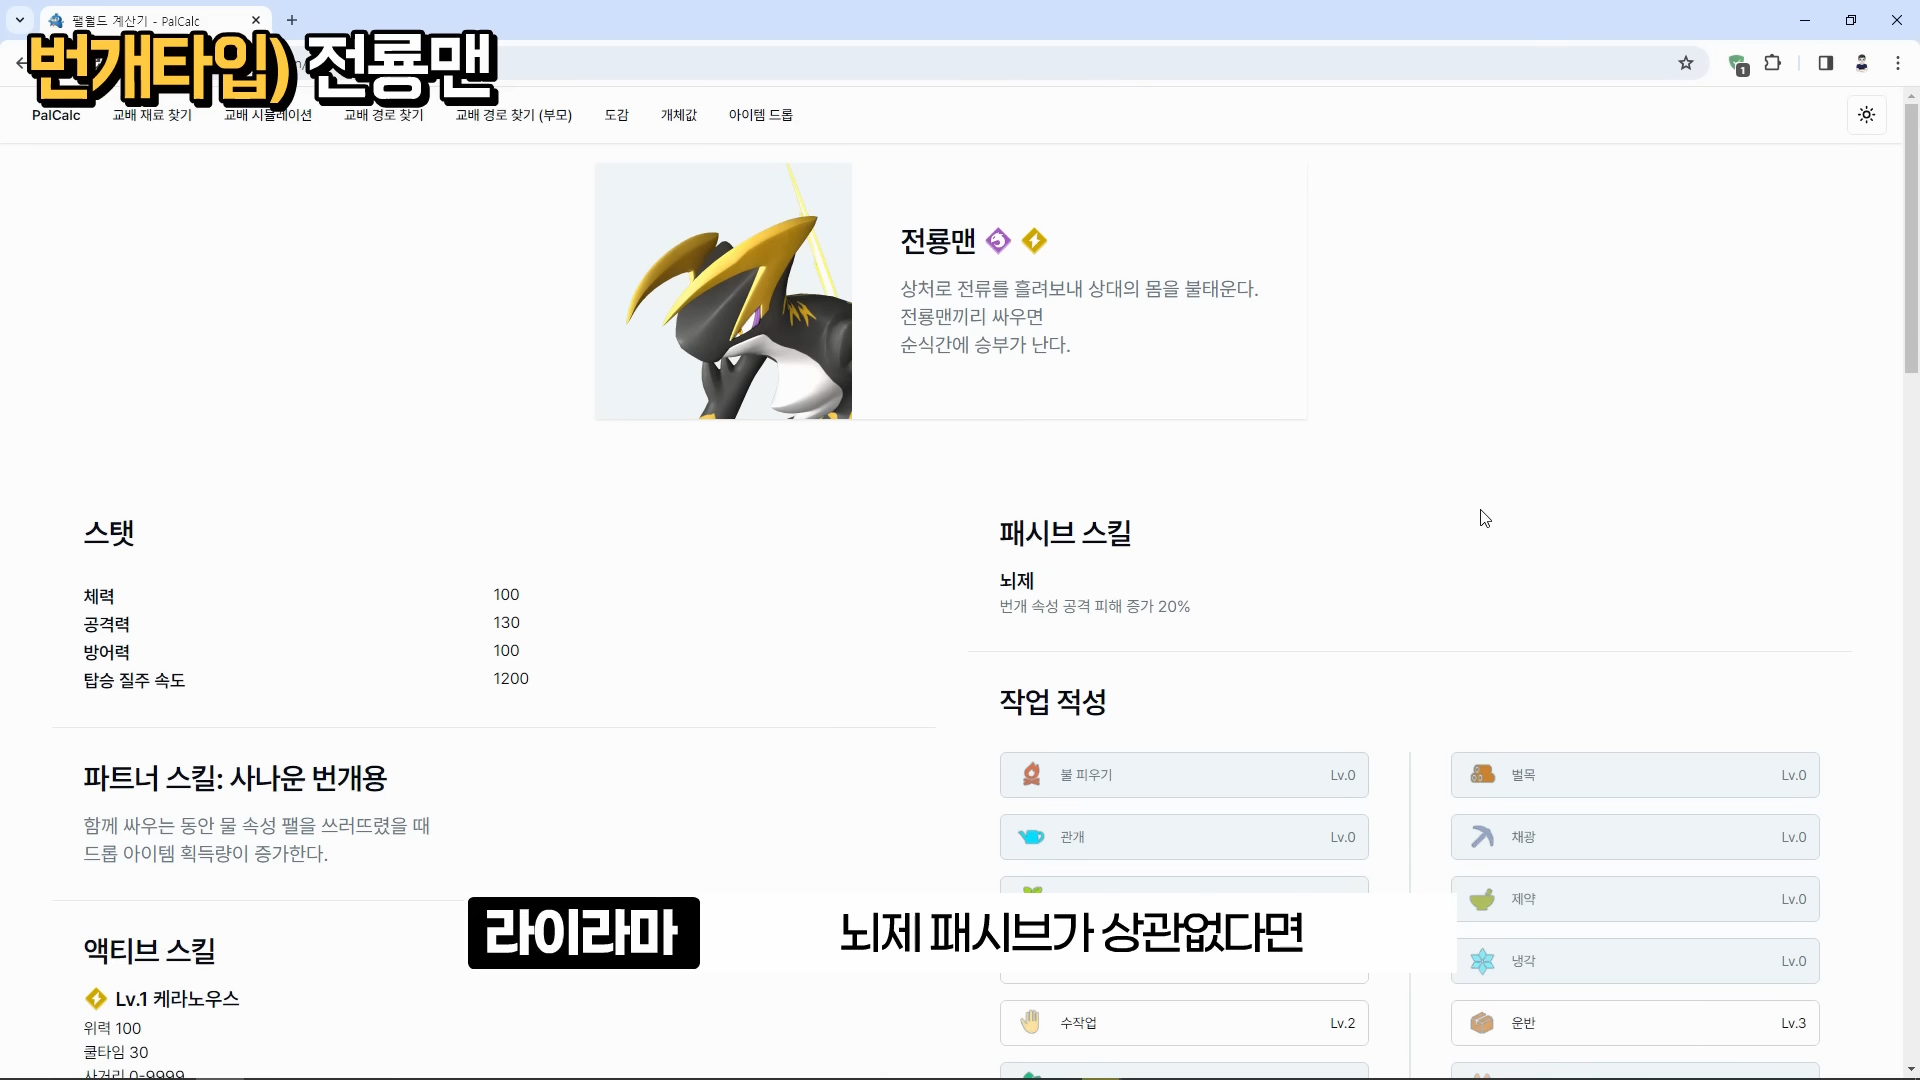 팰월드 계산기 - PalCalc
번개타입) 전룡맨
PalCalc 교배 재료 찾기 교배 시뮬레이션 교배 경로 찾기 교배 경로 찾기 (부모) 도감 개체값 아이템 드롭
1
전룡맨
상처로 전류를 흘려보내 상대의 몸을 불태운다.
전룡맨끼리 싸우면
순식간에 승부가 난다.
스탯
체력 100
공격력 130
방어력 100
탑승 질주 속도 1200
파트너 스킬: 사나운 번개용
함께 싸우는 동안 물 속성 팰을 쓰러뜨렸을 때
드롭 아이템 획득량이 증가한다.
액티브 스킬
Lv.1 케라노우스
위력 100
쿨타임 30
사거리 0-9999
패시브 스킬
뇌제
번개 속성 공격 피해 증가 20%
작업 적성
불 피우기 Lv.0
벌목 Lv.0
관개 Lv.0
채광 Lv.0
제약 Lv.0
냉각 Lv.0
수작업 Lv.2
운반 Lv.3
라이라마 뇌제 패시브가 상관없다면